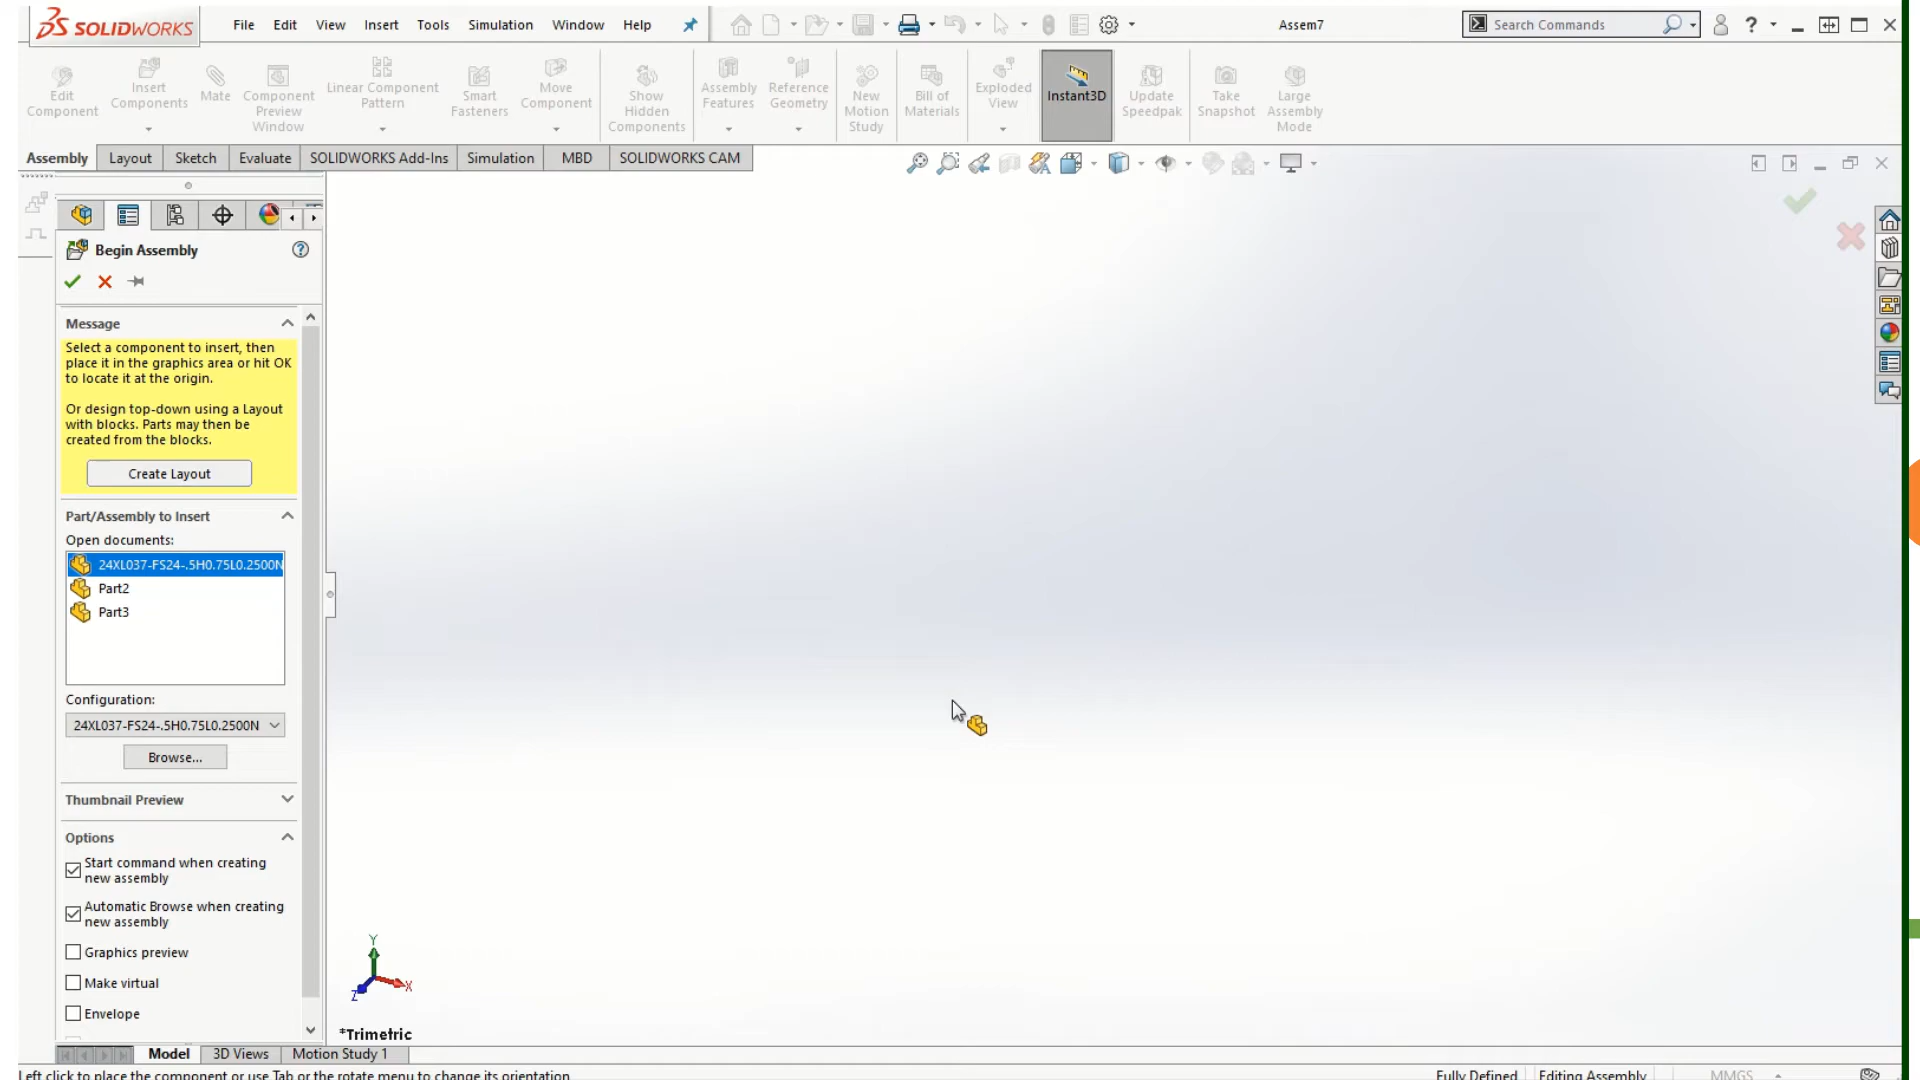 SOLIDWORKS
File Edit View Insert Tools Simulation Window Help
Assem7
Search Commands
Edit Component
Insert Components
Mate
Component Preview Window
Linear Component Pattern
Smart Fasteners
Move Component
Show Hidden Components
Assembly Features
Reference Geometry
New Motion Study
Bill of Materials
Exploded View
Instant3D
Update Speedpak
Take Snapshot
Large Assembly Mode
Assembly Layout Sketch Evaluate SOLIDWORKS Add-Ins Simulation MBD SOLIDWORKS CAM
Begin Assembly
Message
Select a component to insert, then
place it in the graphics area or hit OK
to locate it at the origin.
Or design top-down using a Layout
with blocks. Parts may then be
created from the blocks.
Create Layout
Part/Assembly to Insert
Open documents:
24XL037-FS24-.5H0.75L0.2500N
Part2
Part3
Configuration:
24XL037-FS24-.5H0.75L0.2500N
Browse...
Thumbnail Preview
Options
Start command when creating
new assembly
Automatic Browse when creating
new assembly
Graphics preview
Make virtual
Envelope
Y
X
Z
*Trimetric
Model 3D Views Motion Study 1
Left click to place the component or use Tab or the rotate menu to change its orientation
Fully Defined Editing Assembly MMGS